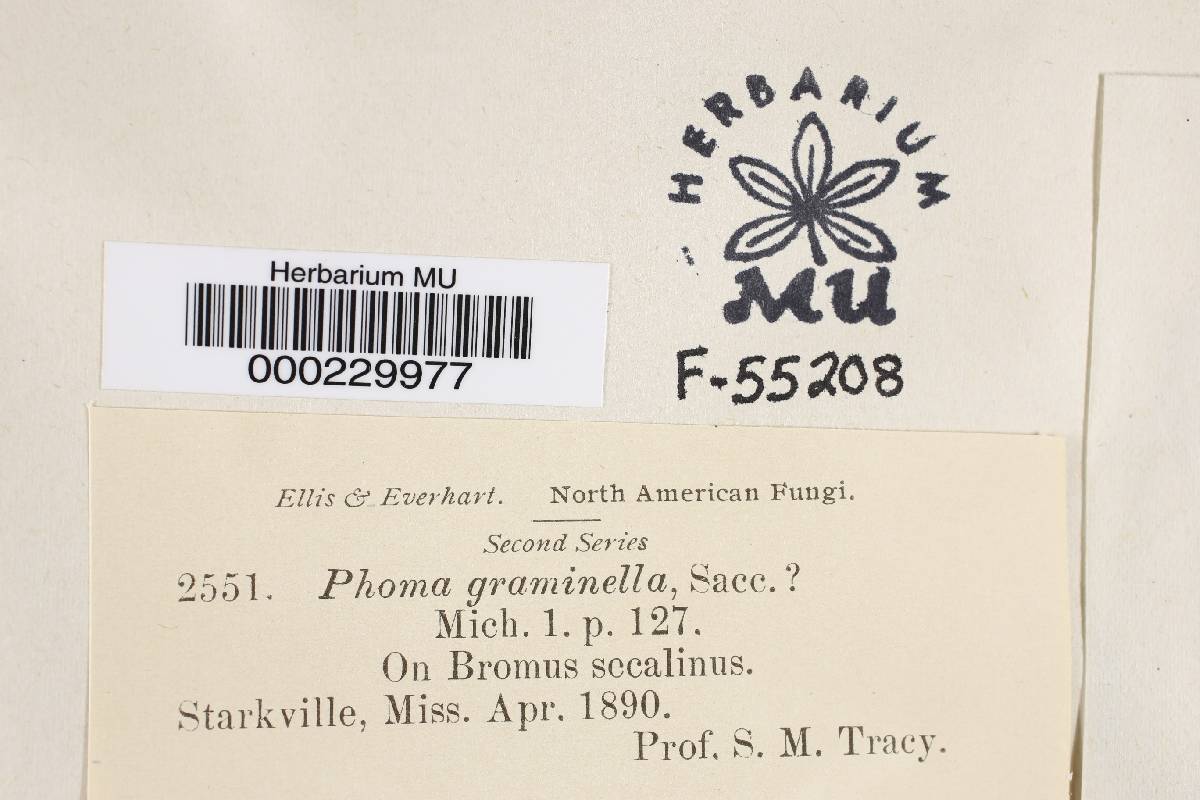 HERBARIUM
MU
F-55208
Herbarium MU
000229977
Ellis & Everhart. North American Fungi.
Second Series
2551. Phoma graminella, Sacc. ?
Mich. 1. p. 127.
On Bromus secalinus.
Starkville, Miss. Apr. 1890.
Prof. S. M. Tracy.